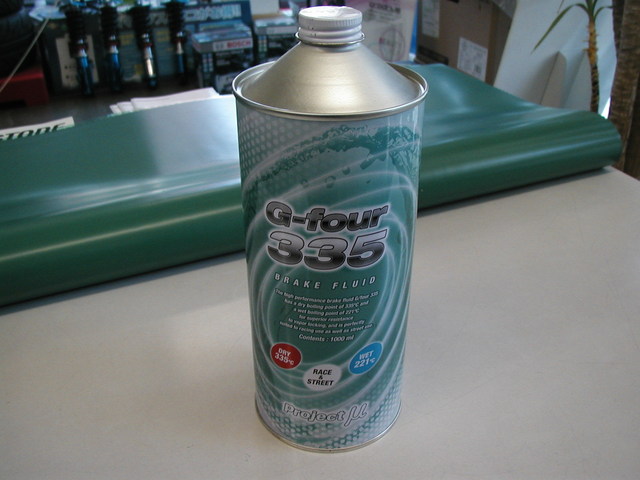 BOSCH
G-four
335
BRAKE FLUID
The high performance brake fluid G-four 335
has a dry boiling point of 335°C and
a wet boiling point of 221°C
for superior resistance
to vapor locking, and is perfectly
suited to racing use as well as street use.
Contents : 1000 ml
DRY
335°C
WET
221°C
RACE
&
STREET
Project μ